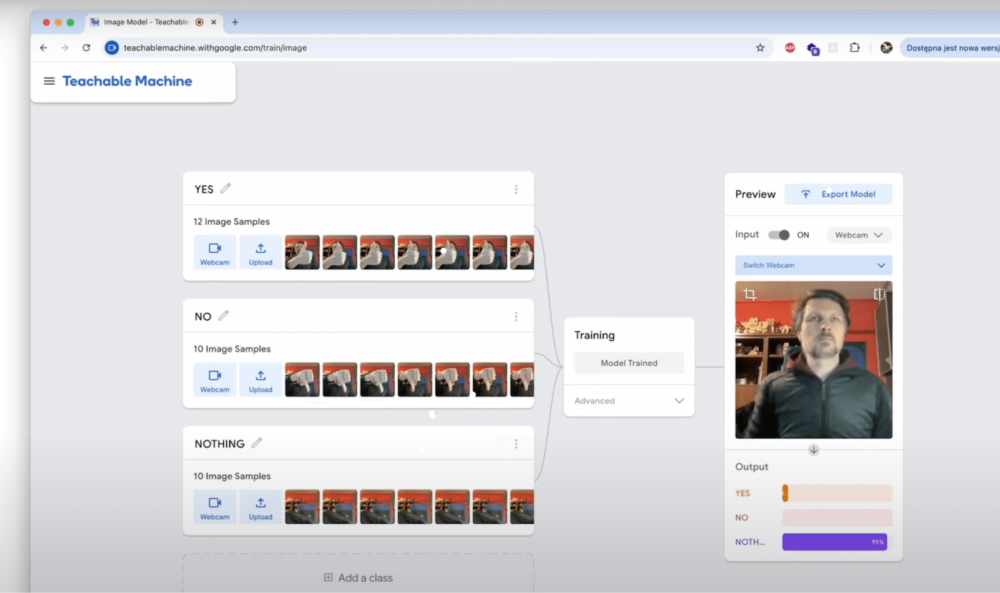 Image Model - Teachable
teachablemachine.withgoogle.com/train/image
ABP
9
Dostępna jest nowa wersj
Teachable Machine
YES
12 Image Samples
Webcam
Upload
NO
10 Image Samples
Webcam
Upload
NOTHING
10 Image Samples
Webcam
Upload
Add a class
Training
Model Trained
Advanced
Preview
Export Model
Input
ON
Webcam
Switch Webcam
Output
YES
NO
NOTH...
95%